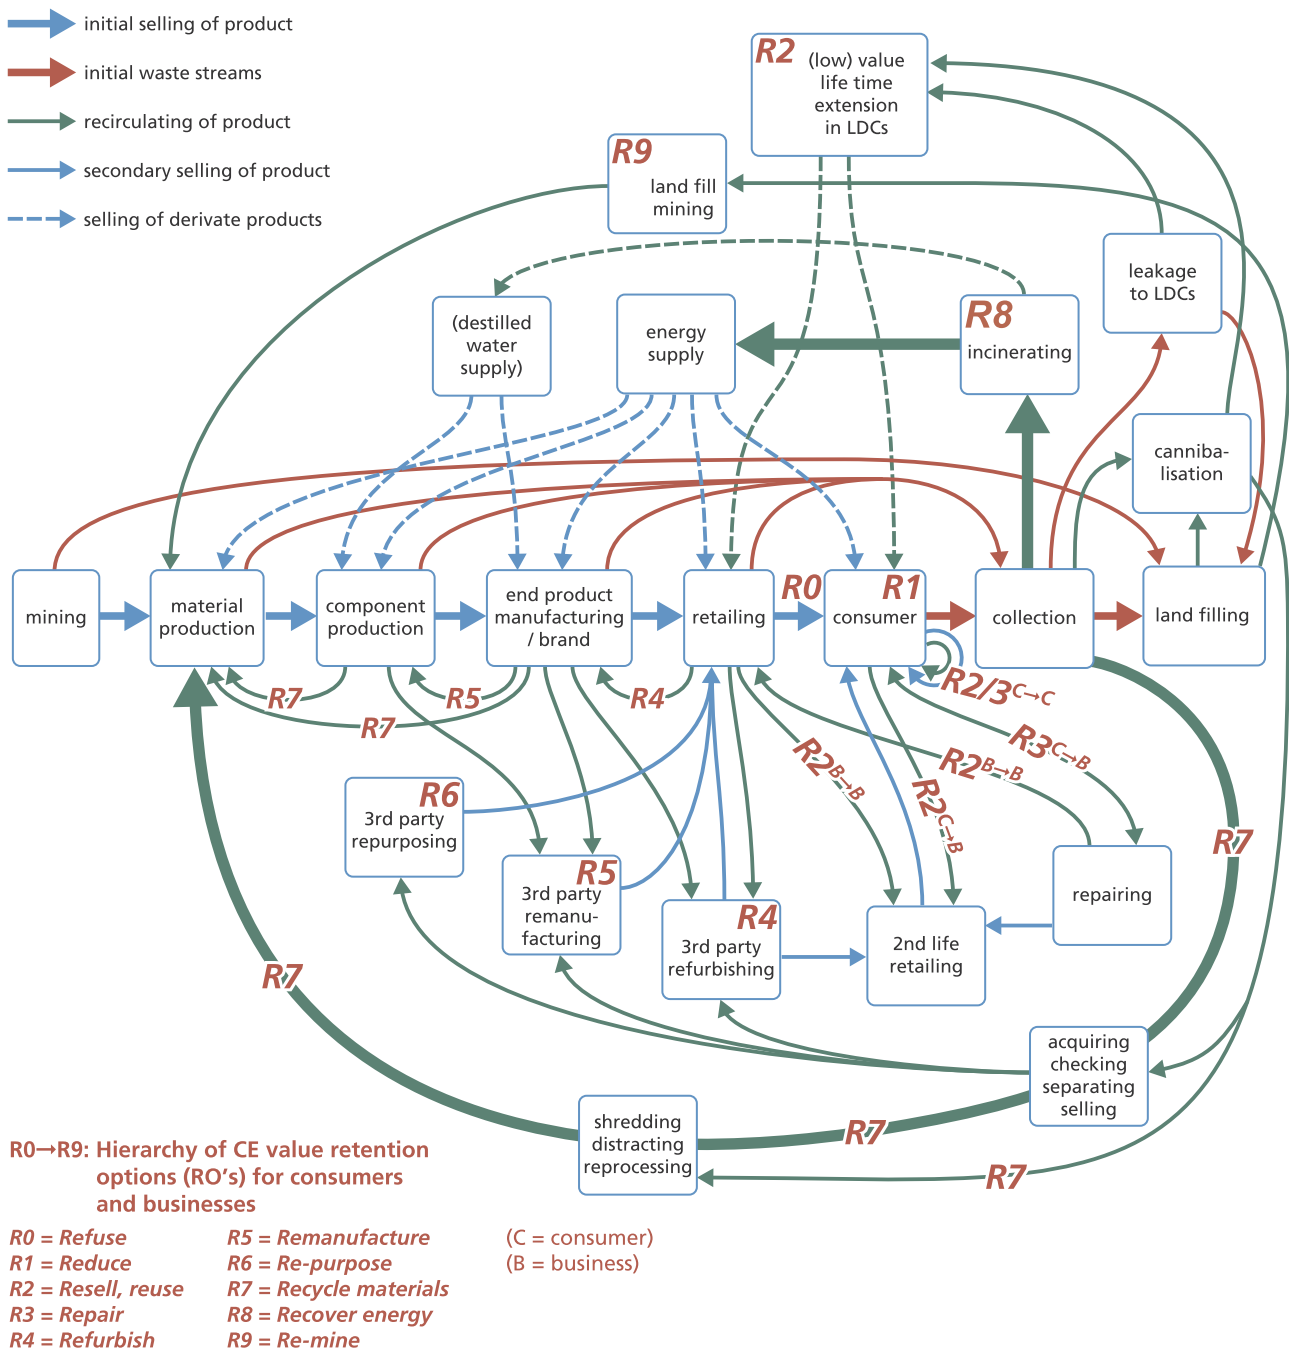 initial selling of product
initial waste streams
recirculating of product
secondary selling of product
selling of derivate products
R2 (low) value
life time
extension
in LDCs
R9
land fill
mining
leakage
to LDCs
(destilled
water
supply)
energy
supply
R8
incinerating
canniba-
lisation
mining
material
production
component
production
end product
manufacturing
/ brand
retailing
R0
R1
consumer
collection
land filling
R7
R5
R4
R7
R2/3 C→C
R3 C→B
R2 B→B
R2 B→B
R2 C→B
R6
3rd party
repurposing
R5
3rd party
remanu-
facturing
R4
3rd party
refurbishing
2nd life
retailing
repairing
R7
R7
acquiring
checking
separating
selling
shredding
distracting
reprocessing
R7
R7
R0→R9: Hierarchy of CE value retention
options (RO’s) for consumers
and businesses
R0 = Refuse
R1 = Reduce
R2 = Resell, reuse
R3 = Repair
R4 = Refurbish
R5 = Remanufacture
R6 = Re-purpose
R7 = Recycle materials
R8 = Recover energy
R9 = Re-mine
(C = consumer)
(B = business)